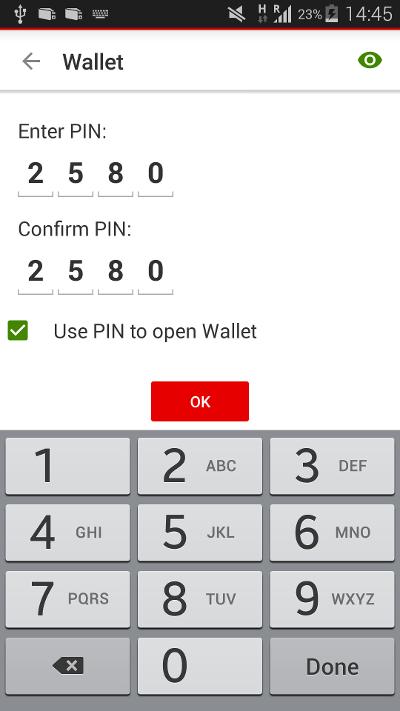 H R 23% 14:45
Wallet
Enter PIN:
2 5 8 0
Confirm PIN:
2 5 8 0
Use PIN to open Wallet
OK
1 2 ABC 3 DEF
4 GHI 5 JKL 6 MNO
7 PQRS 8 TUV 9 WXYZ
0 Done